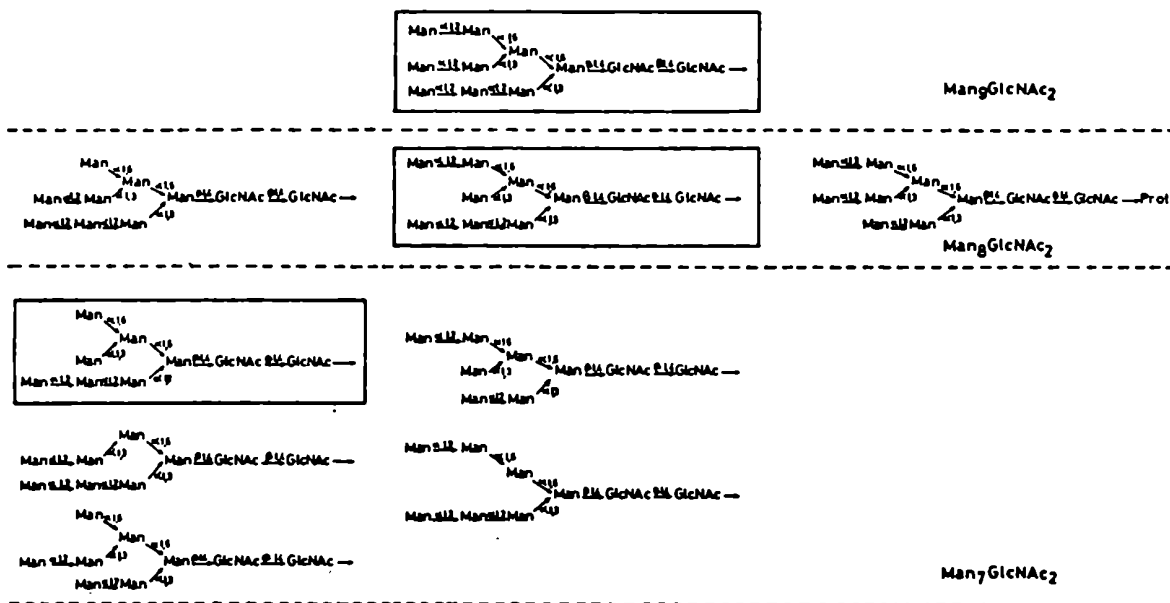 Man α1,2 Man
α1,6
Man
α1,6
Man α1,2 Man α1,3
Man β1,4 GlcNAc β1,4 GlcNAc →
Man α1,2 Man α1,2 Man α1,3
Man9GlcNAc2
Man α1,6
Man α1,6
Man α1,2 Man α1,3
Man β1,4 GlcNAc β1,4 GlcNAc →
Man α1,2 Man α1,2 Man α1,3
Man α1,2 Man
α1,6
Man α1,6
Man α1,3
Man β1,4 GlcNAc β1,4 GlcNAc →
Man α1,2 Man α1,2 Man α1,3
Man α1,2 Man α1,6
Man α1,6
Man α1,2 Man α1,3
Man β1,4 GlcNAc β1,4 GlcNAc → Prot
Man α1,2 Man α1,3
Man8GlcNAc2
Man α1,6
Man α1,6
Man α1,3
Man β1,4 GlcNAc β1,4 GlcNAc →
Man α1,2 Man α1,2 Man α1,3
Man α1,2 Man α1,6
Man α1,6
Man α1,3
Man β1,4 GlcNAc β1,4 GlcNAc →
Man α1,2 Man α1,3
Man α1,6
Man α1,2 Man α1,3
Man β1,4 GlcNAc β1,4 GlcNAc →
Man α1,2 Man α1,2 Man α1,3
Man α1,2 Man
α1,6
Man α1,6
Man β1,4 GlcNAc β1,4 GlcNAc →
Man α1,2 Man α1,2 Man α1,3
Man α1,6
Man α1,6
Man α1,2 Man α1,3
Man β1,4 GlcNAc β1,4 GlcNAc →
Man α1,2 Man α1,3
Man7GlcNAc2